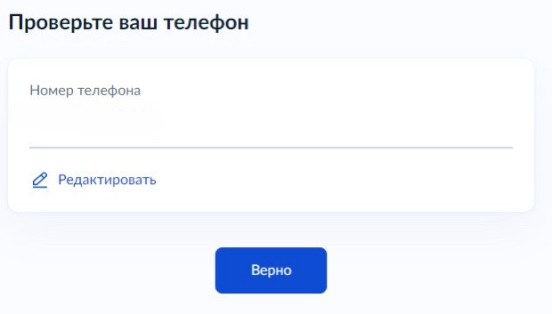 Проверьте ваш телефон
Номер телефона
Редактировать
Верно